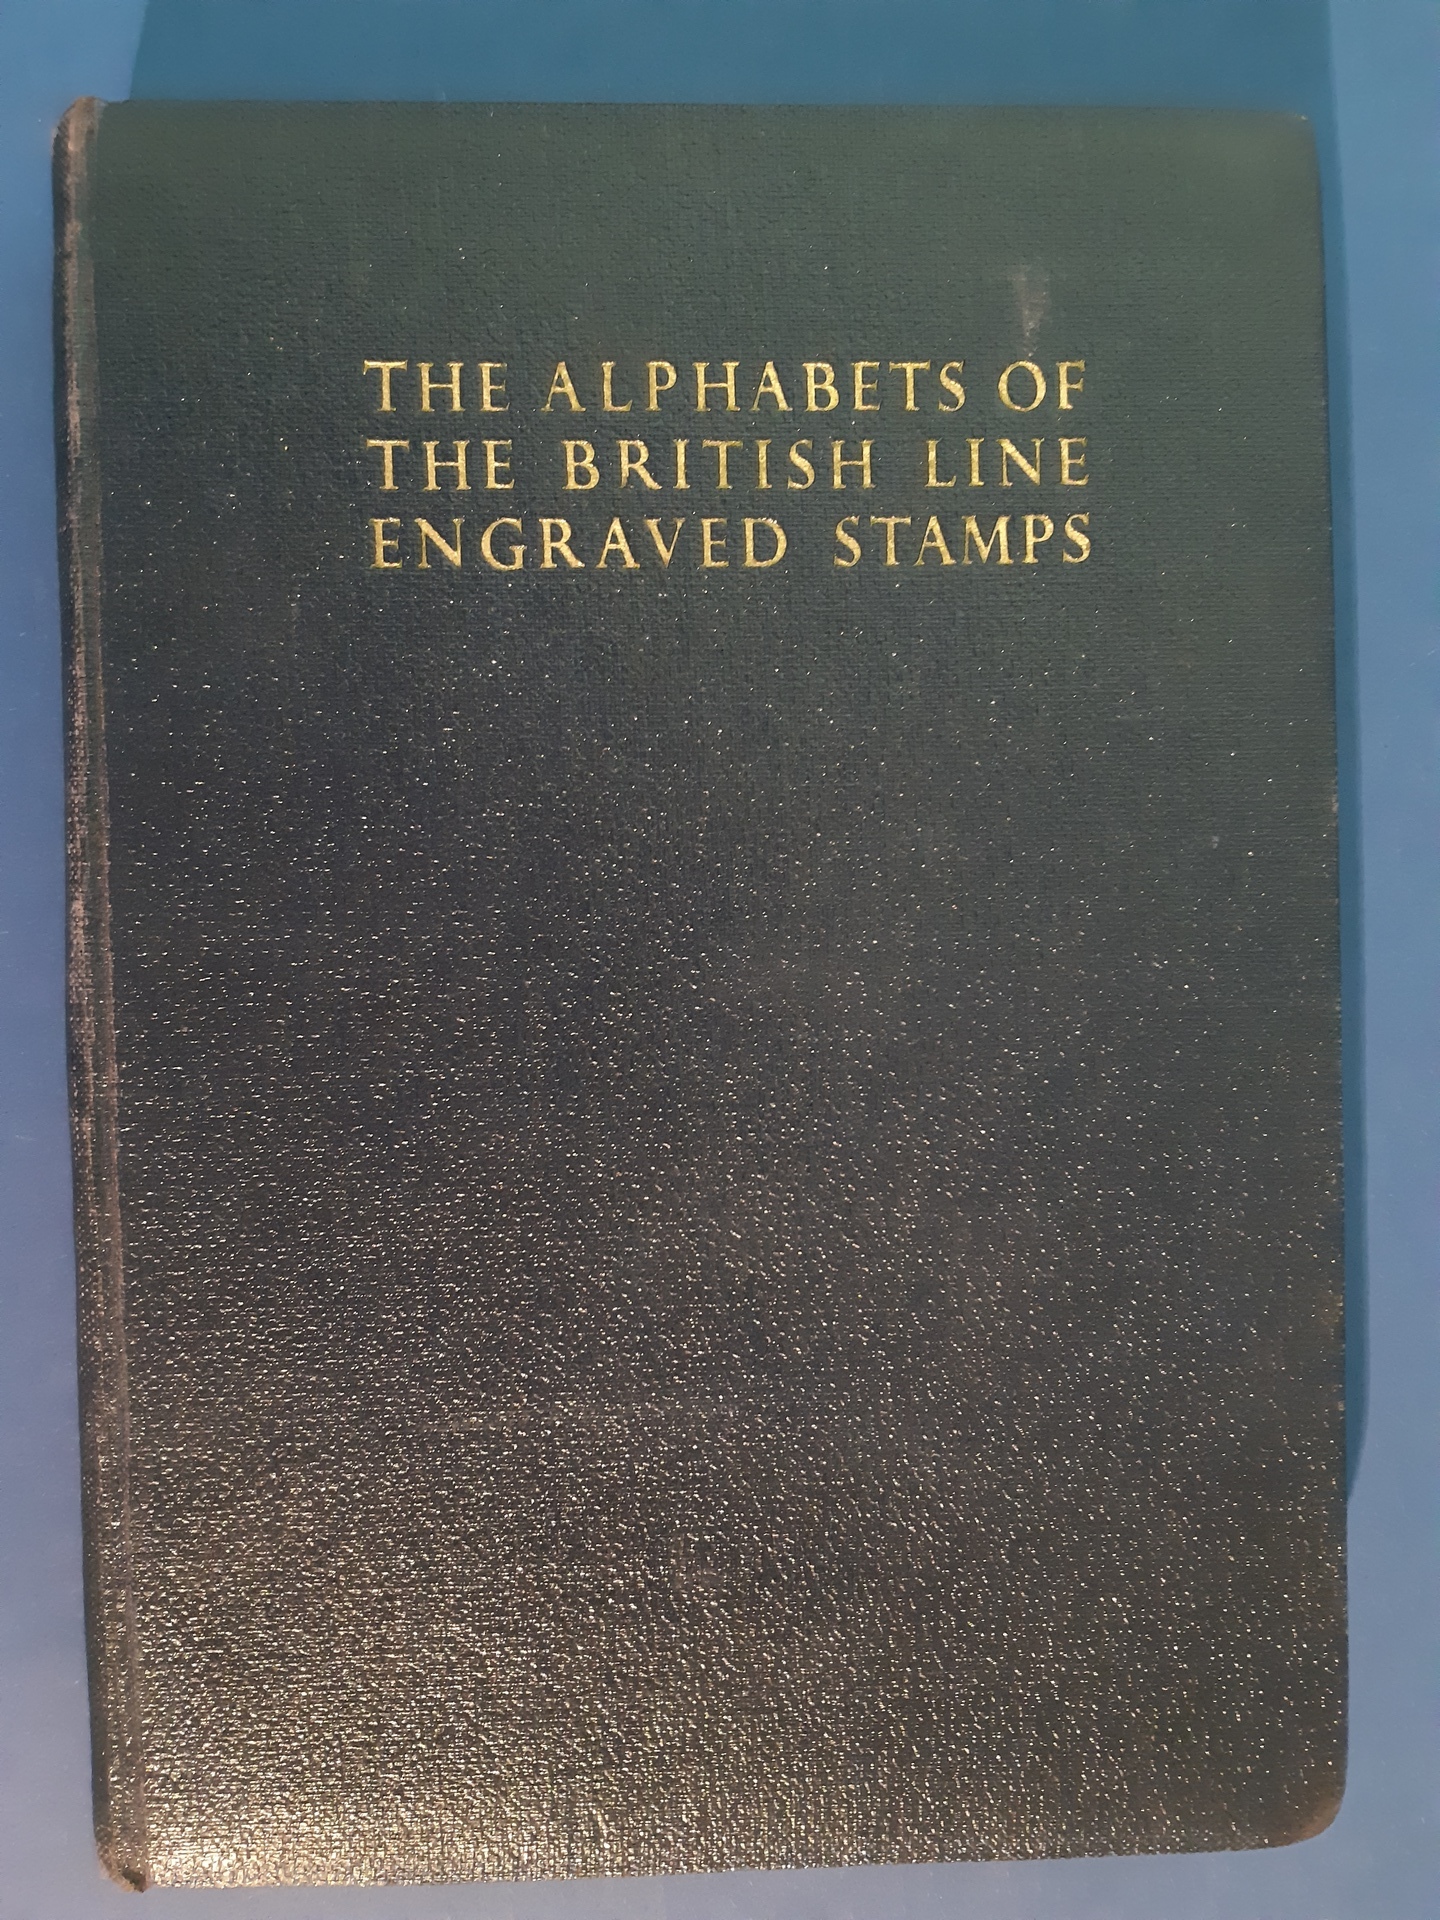 THE ALPHABETS OF
THE BRITISH LINE
ENGRAVED STAMPS